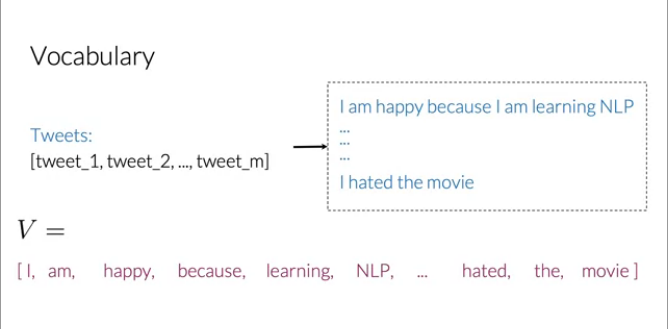 Vocabulary
I am happy because I am learning NLP
Tweets:
...
...
[tweet_1, tweet_2, ..., tweet_m]
...
I hated the movie
V =
[ I, am, happy, because, learning, NLP, ... hated, the, movie ]